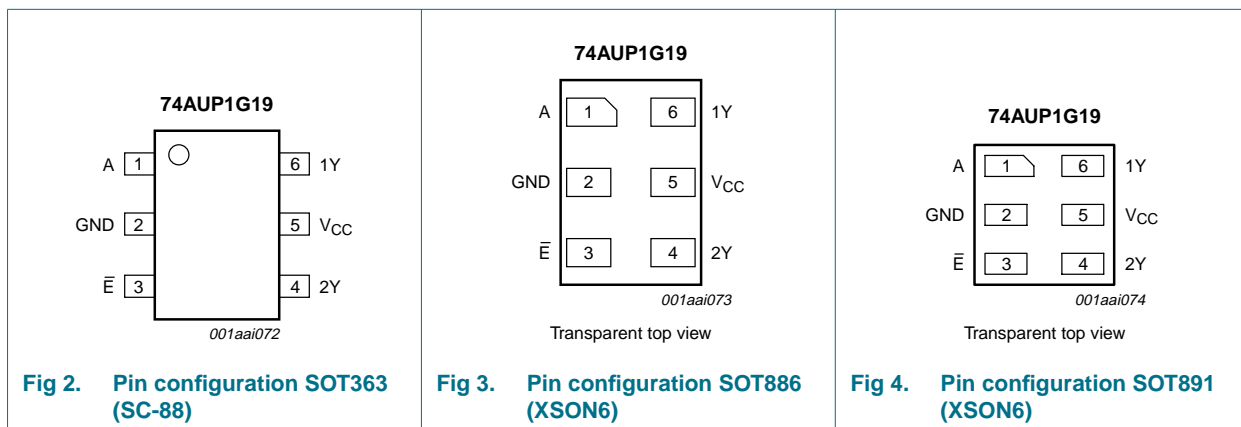 74AUP1G19
A 1 6 1Y
GND 2 5 VCC
E̅ 3 4 2Y
001aai072
Fig 2. Pin configuration SOT363
(SC-88)
74AUP1G19
A 1 6 1Y
GND 2 5 VCC
E̅ 3 4 2Y
001aai073
Transparent top view
Fig 3. Pin configuration SOT886
(XSON6)
74AUP1G19
A 1 6 1Y
GND 2 5 VCC
E̅ 3 4 2Y
001aai074
Transparent top view
Fig 4. Pin configuration SOT891
(XSON6)